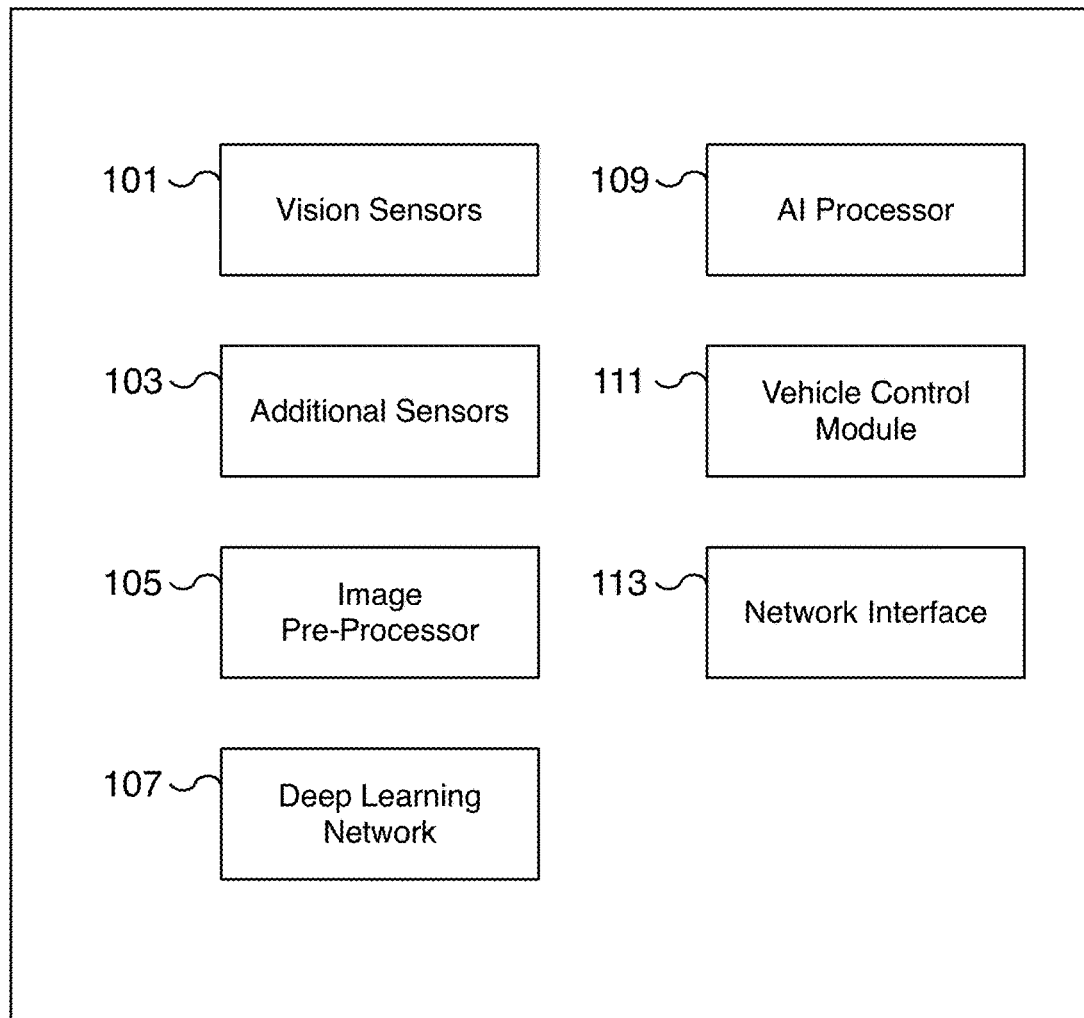 101
Vision Sensors
103
Additional Sensors
105
Image
Pre-Processor
107
Deep Learning
Network
109
AI Processor
111
Vehicle Control
Module
113
Network Interface